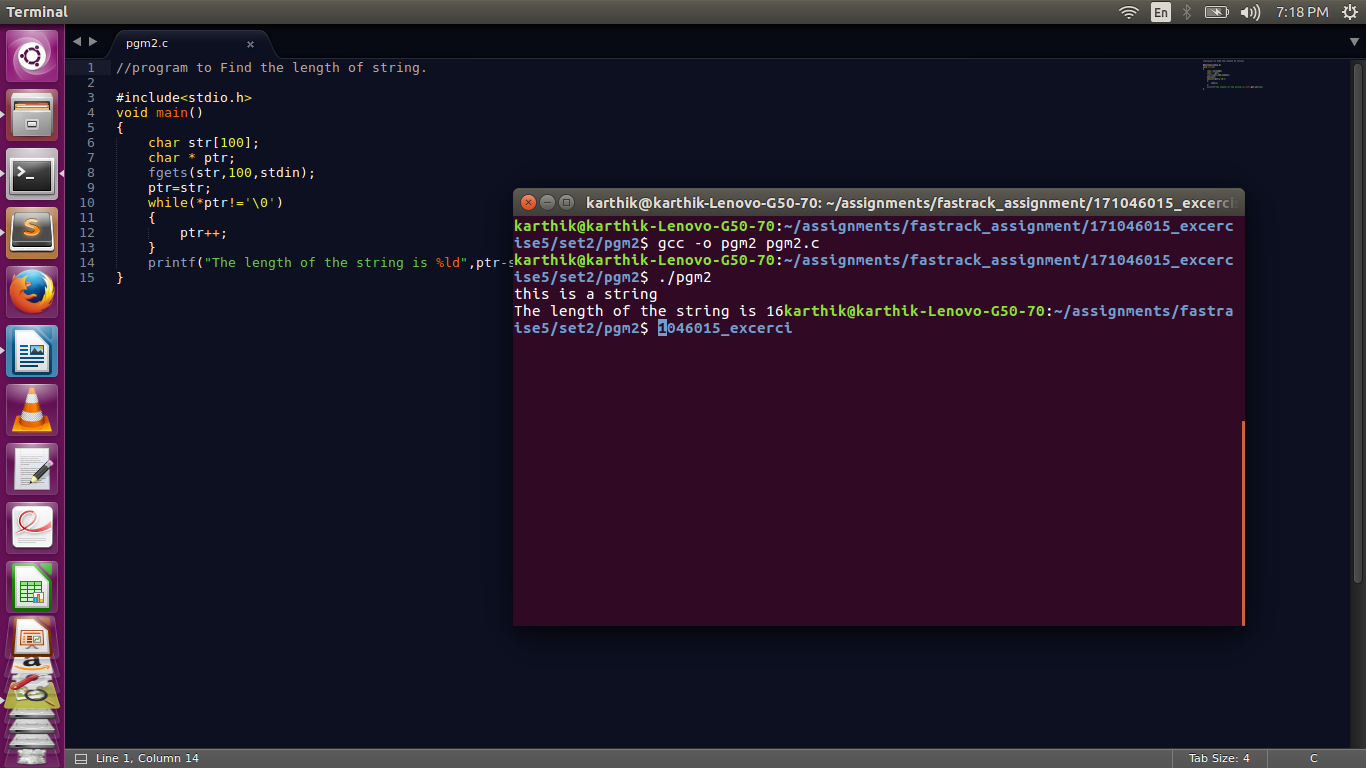 Terminal
En
7:18 PM
pgm2.c
1 //program to Find the length of string.
2
3 #include<stdio.h>
4 void main()
5 {
6 char str[100];
7 char * ptr;
8 fgets(str,100,stdin);
9 ptr=str;
10 while(*ptr!='\0')
11 {
12 ptr++;
13 }
14 printf("The length of the string is %ld",ptr-s
15 }
karthik@karthik-Lenovo-G50-70: ~/assignments/fastrack_assignment/171046015_excerci
karthik@karthik-Lenovo-G50-70:~/assignments/fastrack_assignment/171046015_excerc
ise5/set2/pgm2$ gcc -o pgm2 pgm2.c
karthik@karthik-Lenovo-G50-70:~/assignments/fastrack_assignment/171046015_excerc
ise5/set2/pgm2$ ./pgm2
this is a string
The length of the string is 16karthik@karthik-Lenovo-G50-70:~/assignments/fastra
ise5/set2/pgm2$ 1046015_excerci
Line 1, Column 14
Tab Size: 4
C